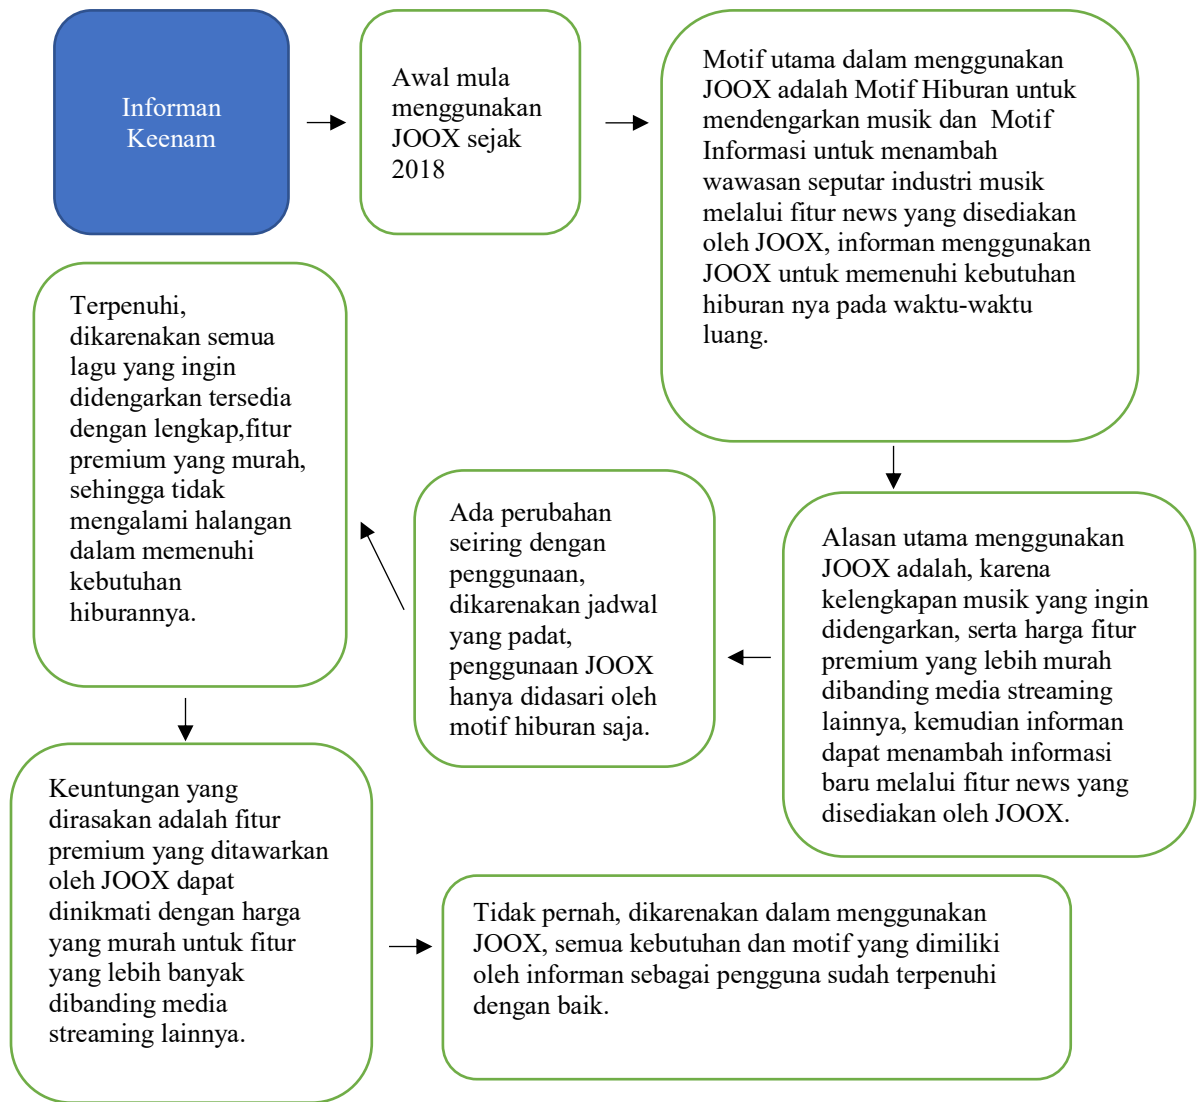 Informan
Keenam
Awal mula
menggunakan
JOOX sejak
2018
Motif utama dalam menggunakan
JOOX adalah Motif Hiburan untuk
mendengarkan musik dan  Motif
Informasi untuk menambah
wawasan seputar industri musik
melalui fitur news yang disediakan
oleh JOOX, informan menggunakan
JOOX untuk memenuhi kebutuhan
hiburan nya pada waktu-waktu
luang.
Alasan utama menggunakan
JOOX adalah, karena
kelengkapan musik yang ingin
didengarkan, serta harga fitur
premium yang lebih murah
dibanding media streaming
lainnya, kemudian informan
dapat menambah informasi
baru melalui fitur news yang
disediakan oleh JOOX.
Ada perubahan
seiring dengan
penggunaan,
dikarenakan jadwal
yang padat,
penggunaan JOOX
hanya didasari oleh
motif hiburan saja.
Terpenuhi,
dikarenakan semua
lagu yang ingin
didengarkan tersedia
dengan lengkap,fitur
premium yang murah,
sehingga tidak
mengalami halangan
dalam memenuhi
kebutuhan
hiburannya.
Keuntungan yang
dirasakan adalah fitur
premium yang ditawarkan
oleh JOOX dapat
dinikmati dengan harga
yang murah untuk fitur
yang lebih banyak
dibanding media
streaming lainnya.
Tidak pernah, dikarenakan dalam menggunakan
JOOX, semua kebutuhan dan motif yang dimiliki
oleh informan sebagai pengguna sudah terpenuhi
dengan baik.